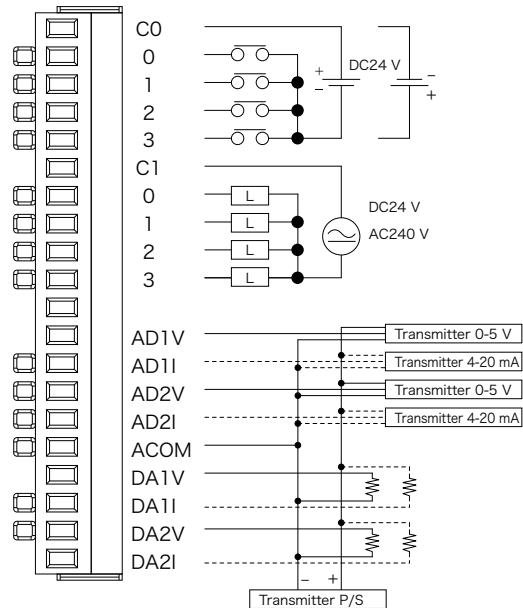 C0
0
1
2
3
+
−
DC24 V
−
+
C1
0 L
1 L
2 L
3 L
DC24 V
AC240 V
AD1V Transmitter 0-5 V
AD1I Transmitter 4-20 mA
AD2V Transmitter 0-5 V
AD2I Transmitter 4-20 mA
ACOM
DA1V
DA1I
DA2V
DA2I
− +
Transmitter P/S